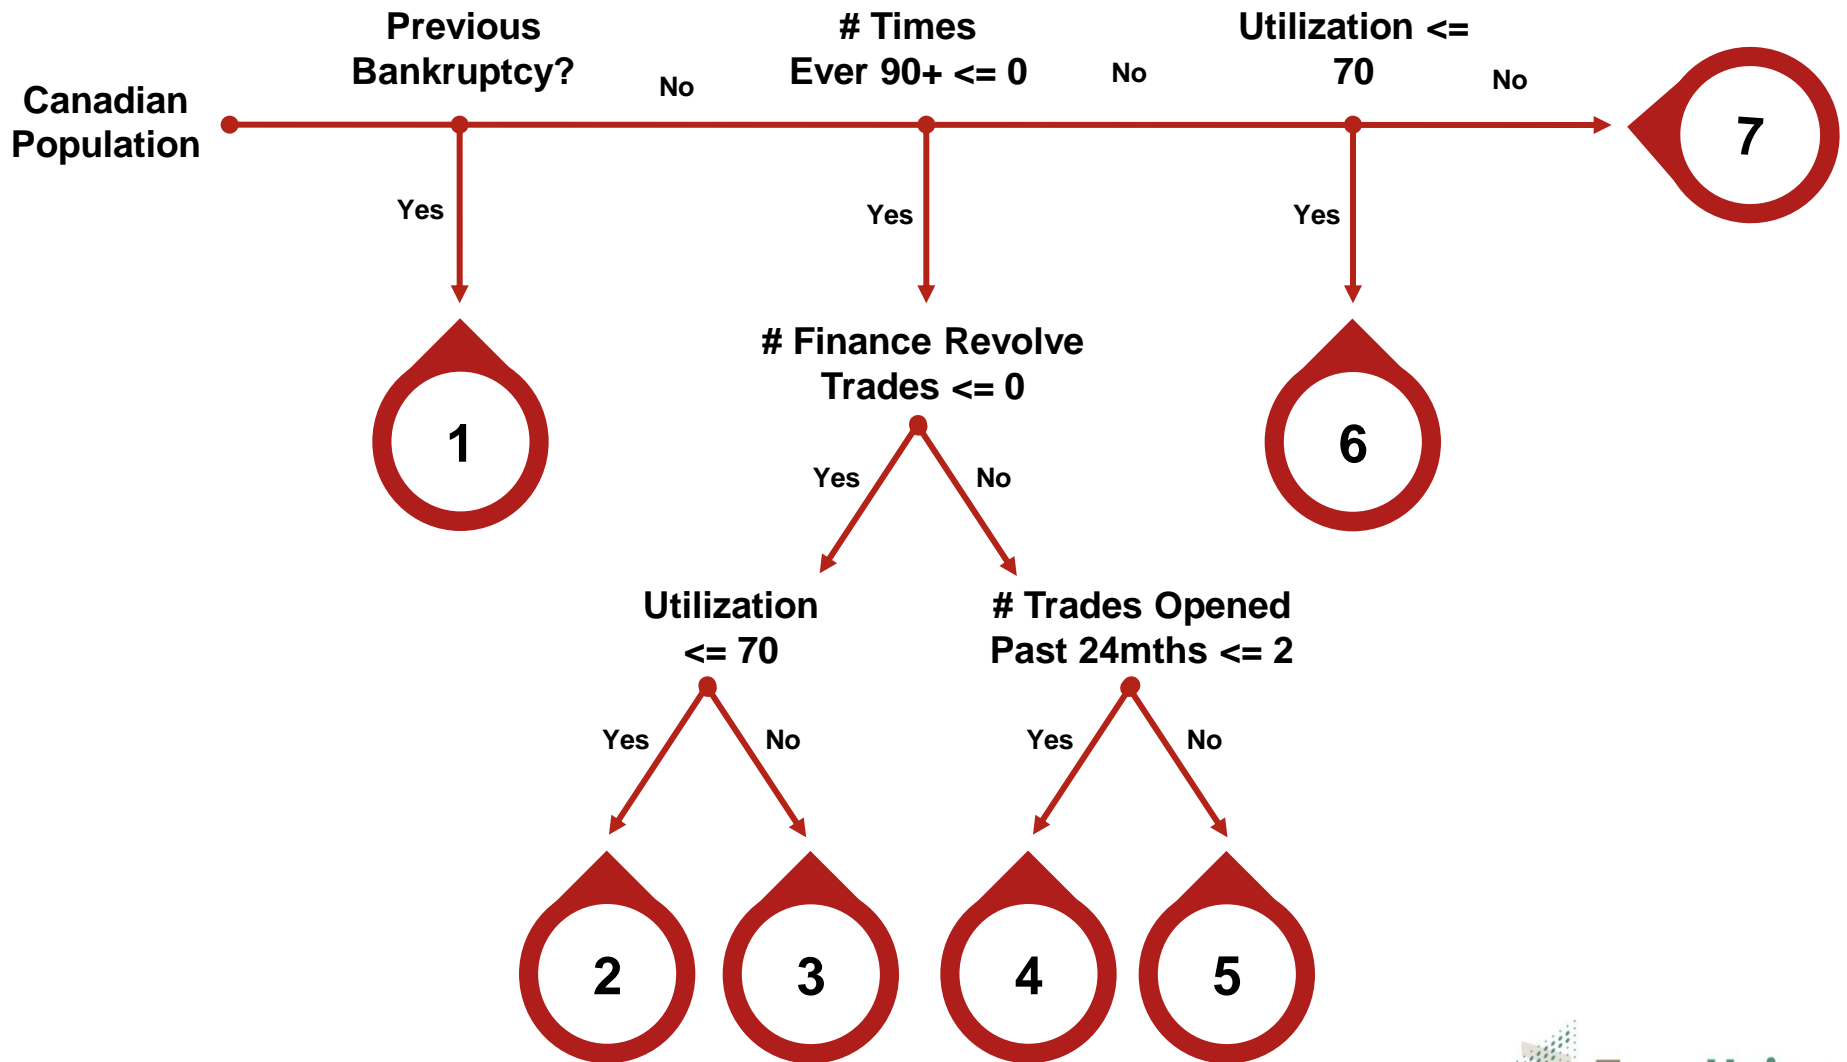 Canadian
Population
Previous
Bankruptcy?
No
# Times
Ever 90+ <= 0
No
Utilization <=
70
No
7
Yes
Yes
Yes
1
# Finance Revolve
Trades <= 0
6
Yes
No
Utilization
<= 70
# Trades Opened
Past 24mths <= 2
Yes
No
Yes
No
2
3
4
5